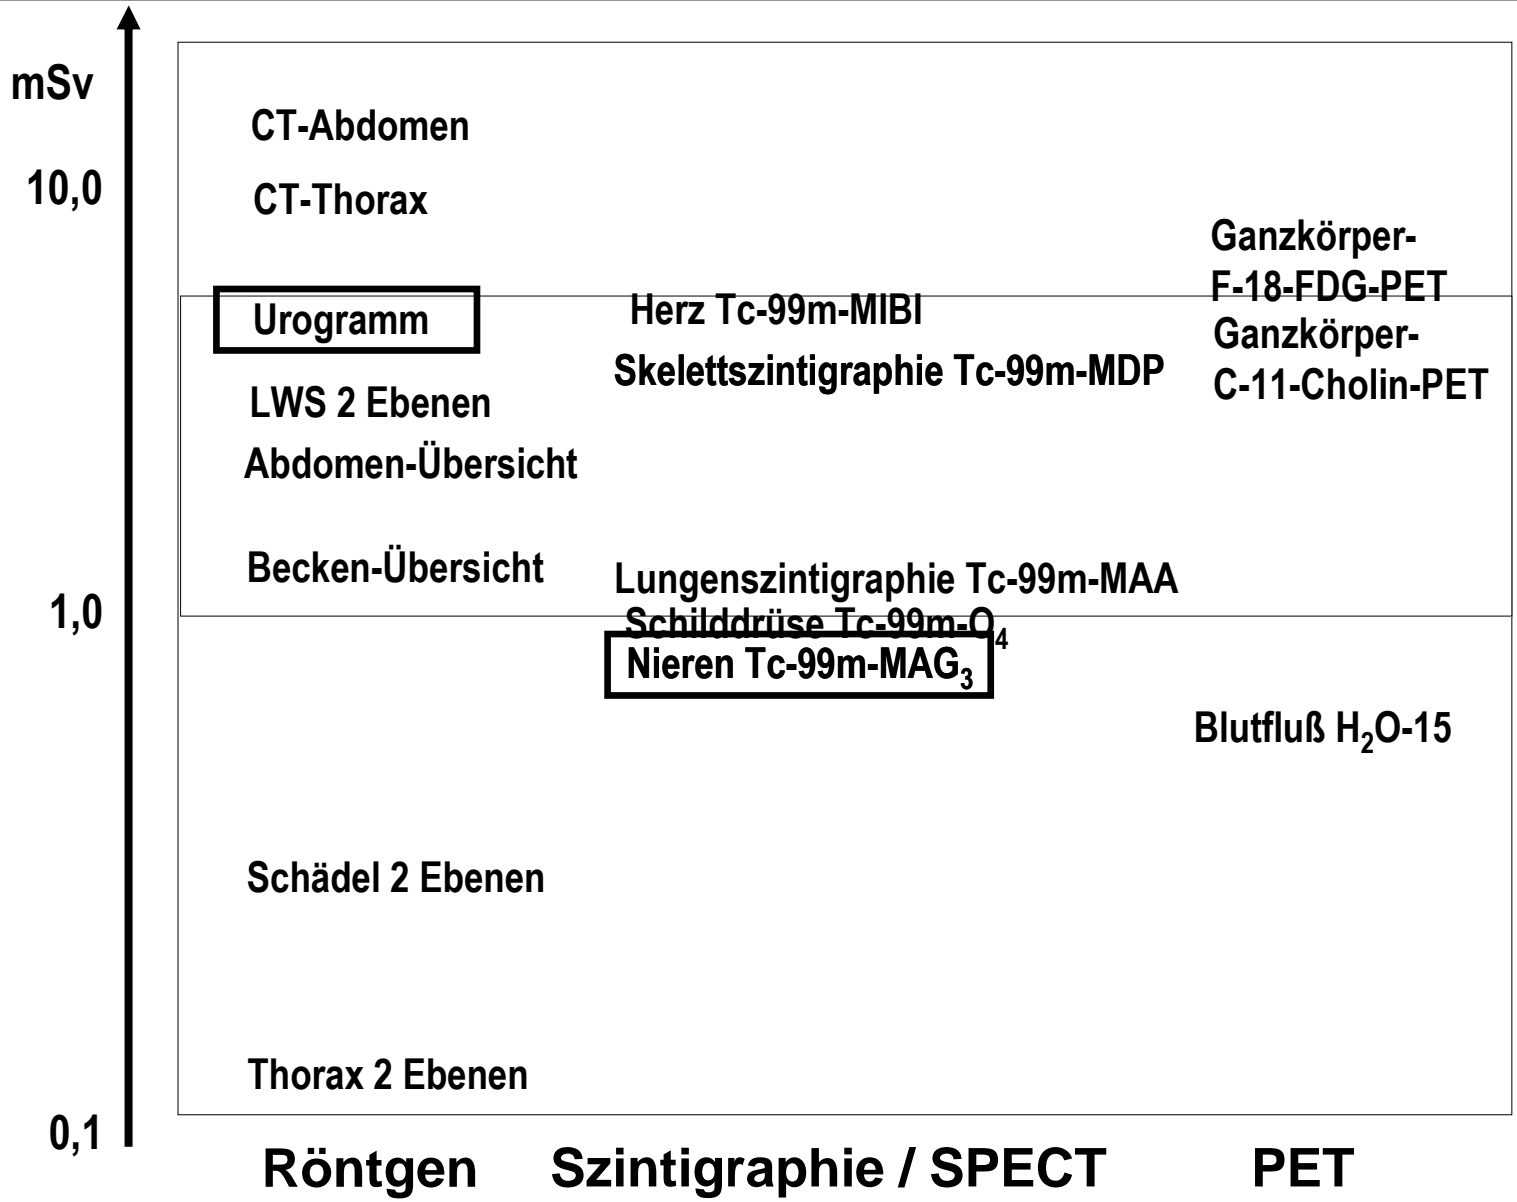 mSv
10,0
1,0
0,1
CT-Abdomen
CT-Thorax
Urogramm
LWS 2 Ebenen
Abdomen-Übersicht
Becken-Übersicht
Schädel 2 Ebenen
Thorax 2 Ebenen
Herz Tc-99m-MIBI
Skelettszintigraphie Tc-99m-MDP
Lungenszintigraphie Tc-99m-MAA
Schilddrüse Tc-99m-O₄
Nieren Tc-99m-MAG₃
Ganzkörper-
F-18-FDG-PET
Ganzkörper-
C-11-Cholin-PET
Blutfluß H₂O-15
Röntgen
Szintigraphie / SPECT
PET